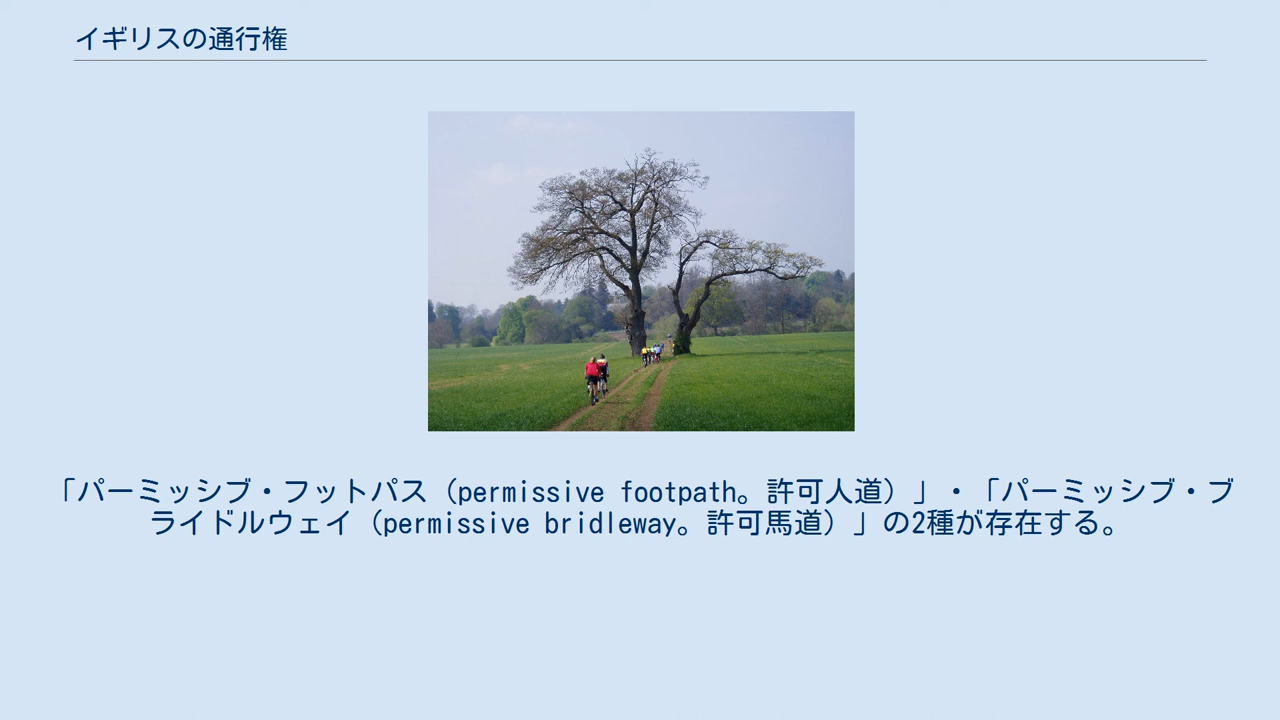 イギリスの通行権
「パーミッシブ・フットパス（permissive footpath。許可人道）」・「パーミッシブ・ブ
ライドルウェイ（permissive bridleway。許可馬道）」の2種が存在する。